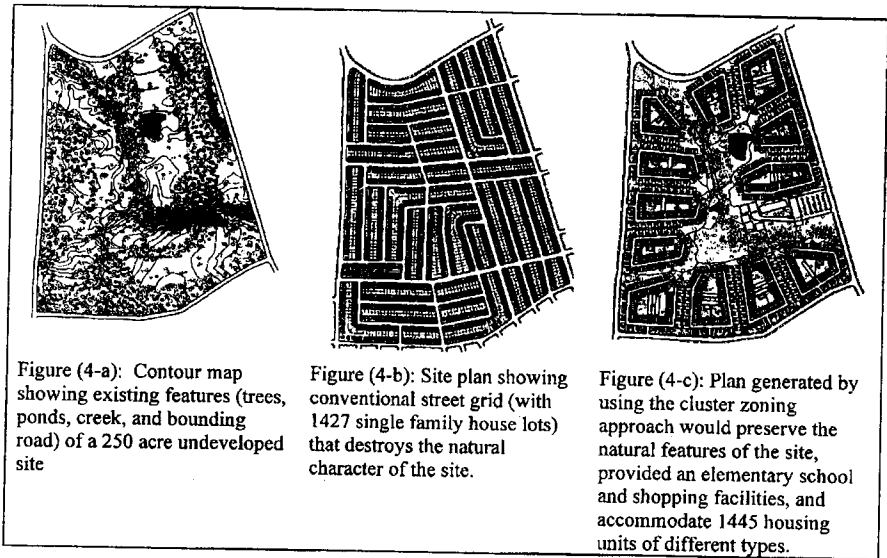 Figure (4-a): Contour map
showing existing features (trees,
ponds, creek, and bounding
road) of a 250 acre undeveloped
site
Figure (4-b): Site plan showing
conventional street grid (with
1427 single family house lots)
that destroys the natural
character of the site.
Figure (4-c): Plan generated by
using the cluster zoning
approach would preserve the
natural features of the site,
provided an elementary school
and shopping facilities, and
accommodate 1445 housing
units of different types.